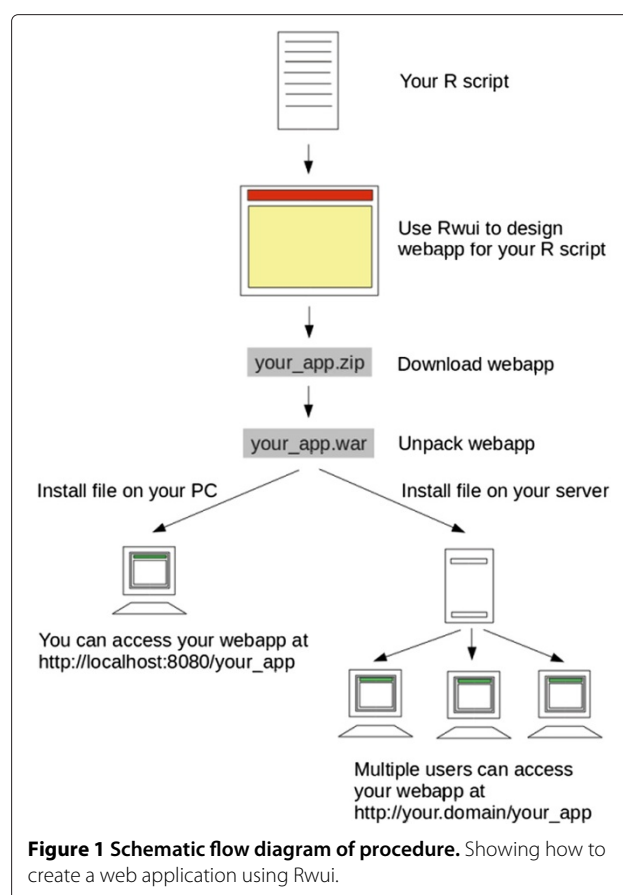 Your R script
Use Rwui to design
webapp for your R script
your_app.zip
Download webapp
your_app.war
Unpack webapp
Install file on your PC
Install file on your server
You can access your webapp at
http://localhost:8080/your_app
Multiple users can access
your webapp at
http://your.domain/your_app
Figure 1 Schematic flow diagram of procedure. Showing how to
create a web application using Rwui.